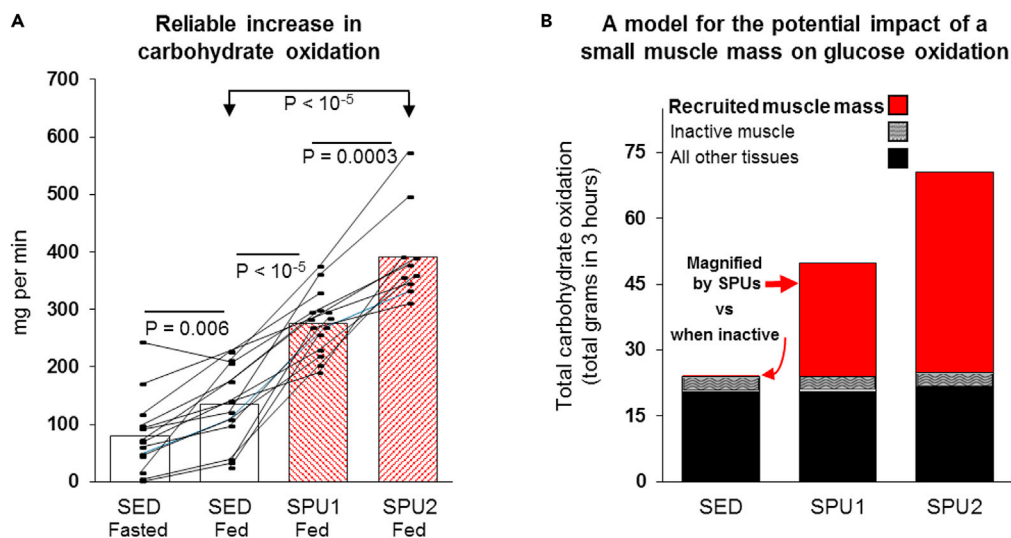 A
Reliable increase in
carbohydrate oxidation
700
600
500
400
300
200
100
0
mg per min
P < 10-5
P = 0.0003
P < 10-5
P = 0.006
SED
Fasted
SED
Fed
SPU1
Fed
SPU2
Fed
B
A model for the potential impact of a
small muscle mass on glucose oxidation
Recruited muscle mass
Inactive muscle
All other tissues
75
60
45
30
15
0
Total carbohydrate oxidation
(total grams in 3 hours)
Magnified
by SPUs
vs
when inactive
SED
SPU1
SPU2